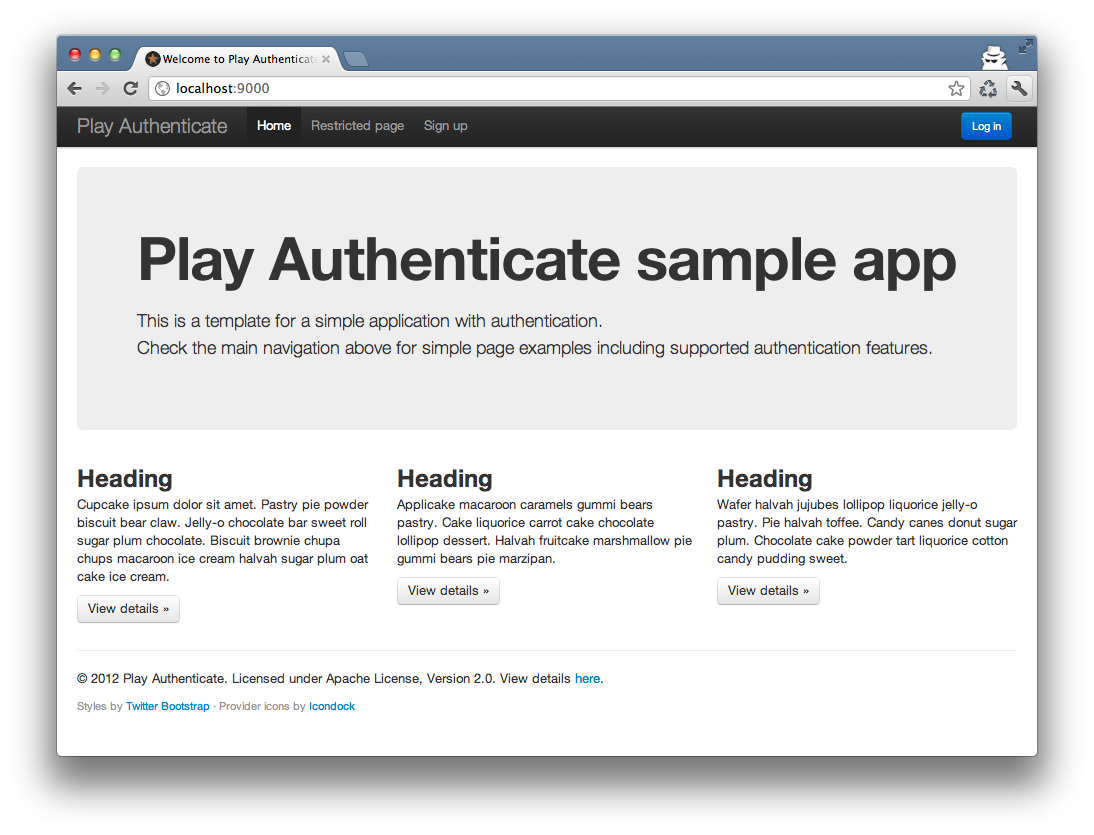 Welcome to Play Authenticate
localhost:9000
Play Authenticate Home Restricted page Sign up Log in
Play Authenticate sample app
This is a template for a simple application with authentication.
Check the main navigation above for simple page examples including supported authentication features.
Heading
Cupcake ipsum dolor sit amet. Pastry pie powder
biscuit bear claw. Jelly-o chocolate bar sweet roll
sugar plum chocolate. Biscuit brownie chupa
chups macaroon ice cream halvah sugar plum oat
cake ice cream.
View details »
Heading
Applicake macaroon caramels gummi bears
pastry. Cake liquorice carrot cake chocolate
lollipop dessert. Halvah fruitcake marshmallow pie
gummi bears pie marzipan.
View details »
Heading
Wafer halvah jujubes lollipop liquorice jelly-o
pastry. Pie halvah toffee. Candy canes donut sugar
plum. Chocolate cake powder tart liquorice cotton
candy pudding sweet.
View details »
© 2012 Play Authenticate. Licensed under Apache License, Version 2.0. View details here.
Styles by Twitter Bootstrap · Provider icons by Icondock